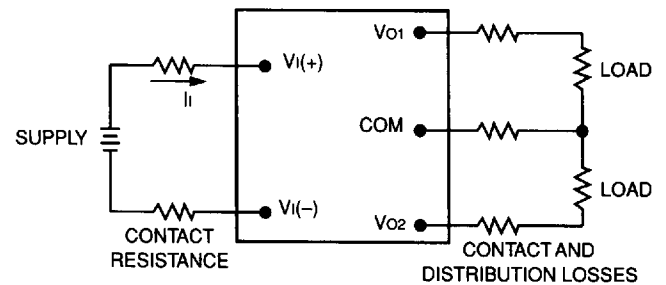 VO1
VI(+)
LOAD
II
COM
SUPPLY
LOAD
VI(–)
VO2
CONTACT
RESISTANCE
CONTACT AND
DISTRIBUTION LOSSES